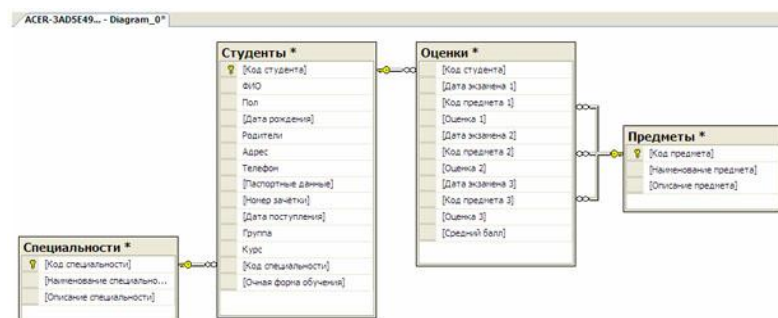 ACER-3AD5E49... - Diagram_0*
Студенты *
[Код студента]
ФИО
Пол
[Дата рождения]
Родители
Адрес
Телефон
[Паспортные данные]
[Номер зачётки]
[Дата поступления]
Группа
Курс
[Код специальности]
[Очная форма обучения]
Оценки *
[Код студента]
[Дата экзамена 1]
[Код предмета 1]
[Оценка 1]
[Дата экзамена 2]
[Код предмета 2]
[Оценка 2]
[Дата экзамена 3]
[Код предмета 3]
[Оценка 3]
[Средний балл]
Предметы *
[Код предмета]
[Наименование предмета]
[Описание предмета]
Специальности *
[Код специальности]
[Наименование специально...
[Описание специальности]